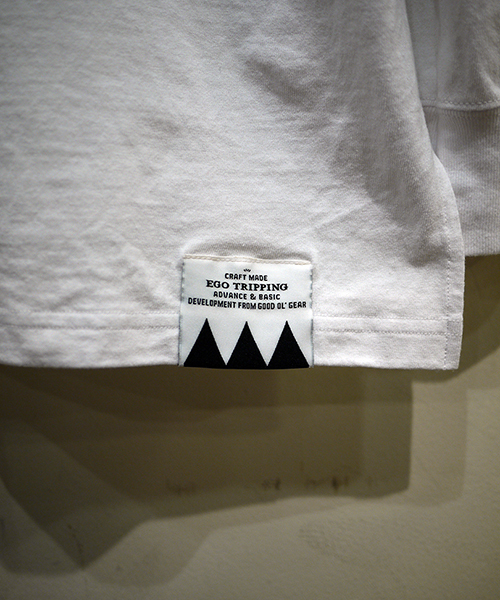 CRAFT MADE
EGO TRIPPING
ADVANCE & BASIC
DEVELOPMENT FROM GOOD OL' GEAR